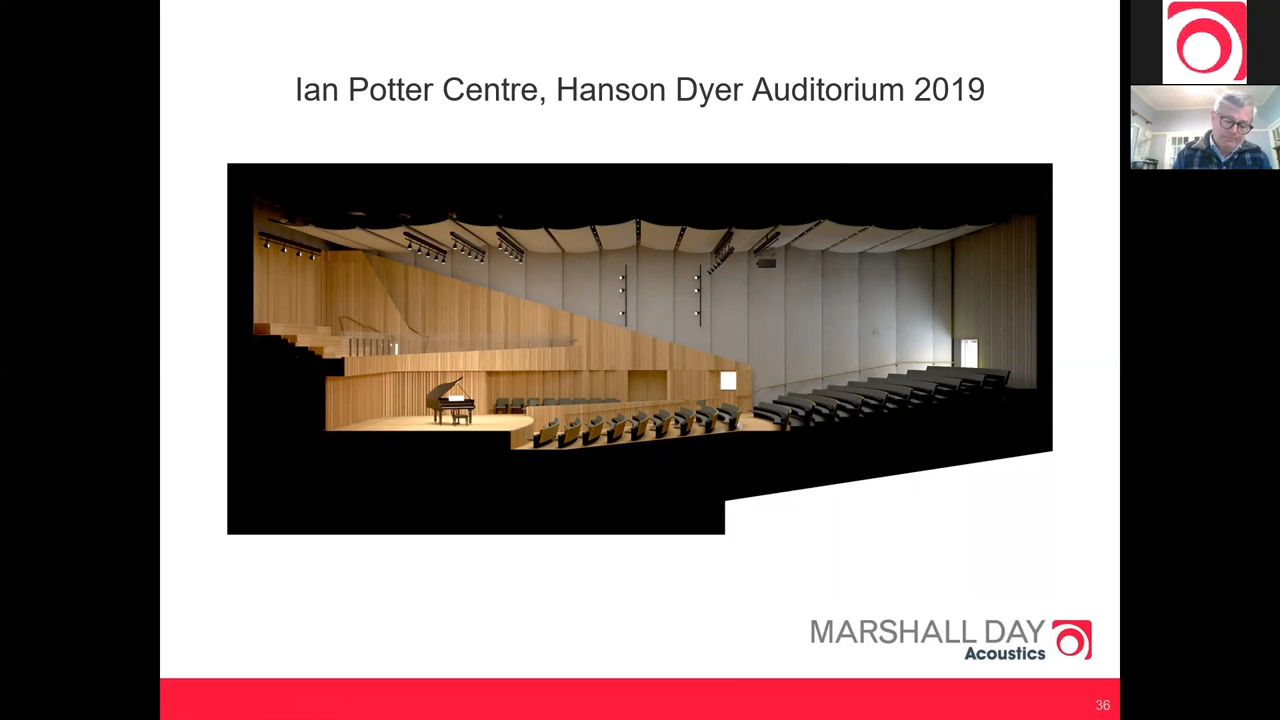 Ian Potter Centre, Hanson Dyer Auditorium 2019
MARSHALL DAY
Acoustics
36